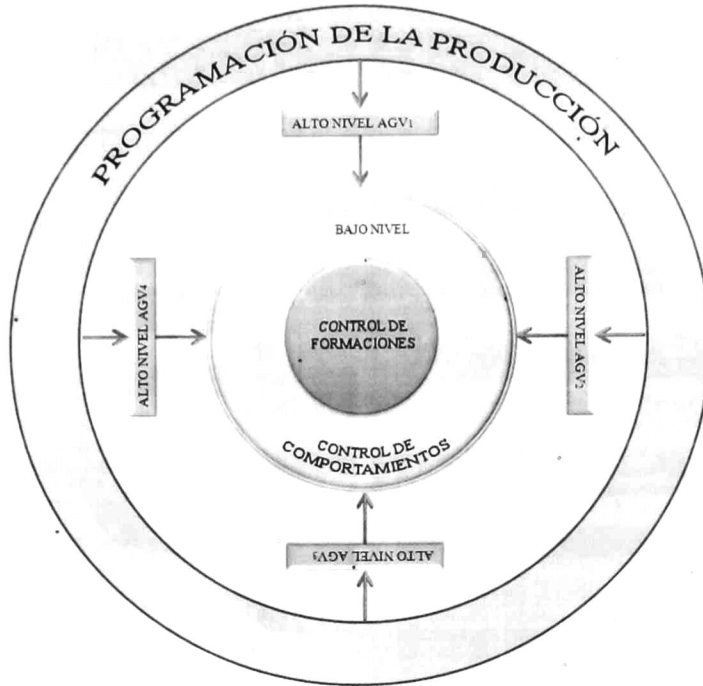 PROGRAMACIÓN DE LA PRODUCCIÓN
ALTO NIVEL AGV1
BAJO NIVEL
ALTO NIVEL AGV4
CONTROL DE
FORMACIONES
ALTO NIVEL AGV2
CONTROL DE
COMPORTAMIENTOS
ALTO NIVEL AGV3